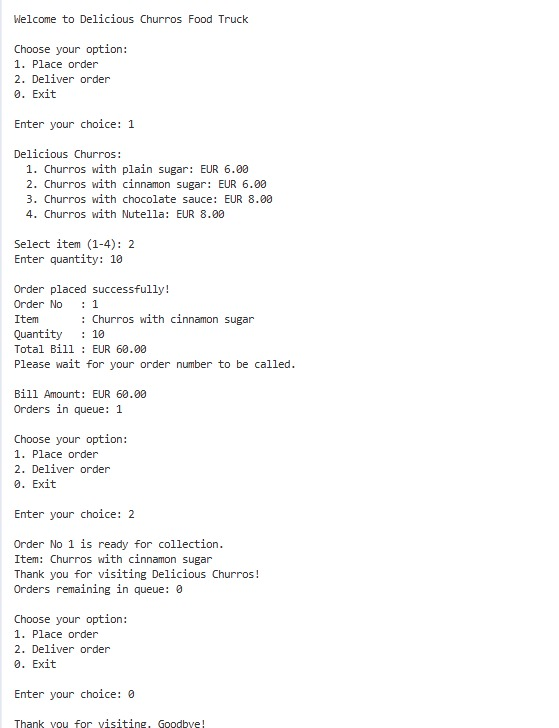 Welcome to Delicious Churros Food Truck
Choose your option:
1. Place order
2. Deliver order
0. Exit
Enter your choice: 1
Delicious Churros:
1. Churros with plain sugar: EUR 6.00
2. Churros with cinnamon sugar: EUR 6.00
3. Churros with chocolate sauce: EUR 8.00
4. Churros with Nutella: EUR 8.00
Select item (1-4): 2
Enter quantity: 10
Order placed successfully!
Order No   : 1
Item       : Churros with cinnamon sugar
Quantity   : 10
Total Bill : EUR 60.00
Please wait for your order number to be called.
Bill Amount: EUR 60.00
Orders in queue: 1
Choose your option:
1. Place order
2. Deliver order
0. Exit
Enter your choice: 2
Order No 1 is ready for collection.
Item: Churros with cinnamon sugar
Thank you for visiting Delicious Churros!
Orders remaining in queue: 0
Choose your option:
1. Place order
2. Deliver order
0. Exit
Enter your choice: 0
Thank you for visiting. Goodbye!